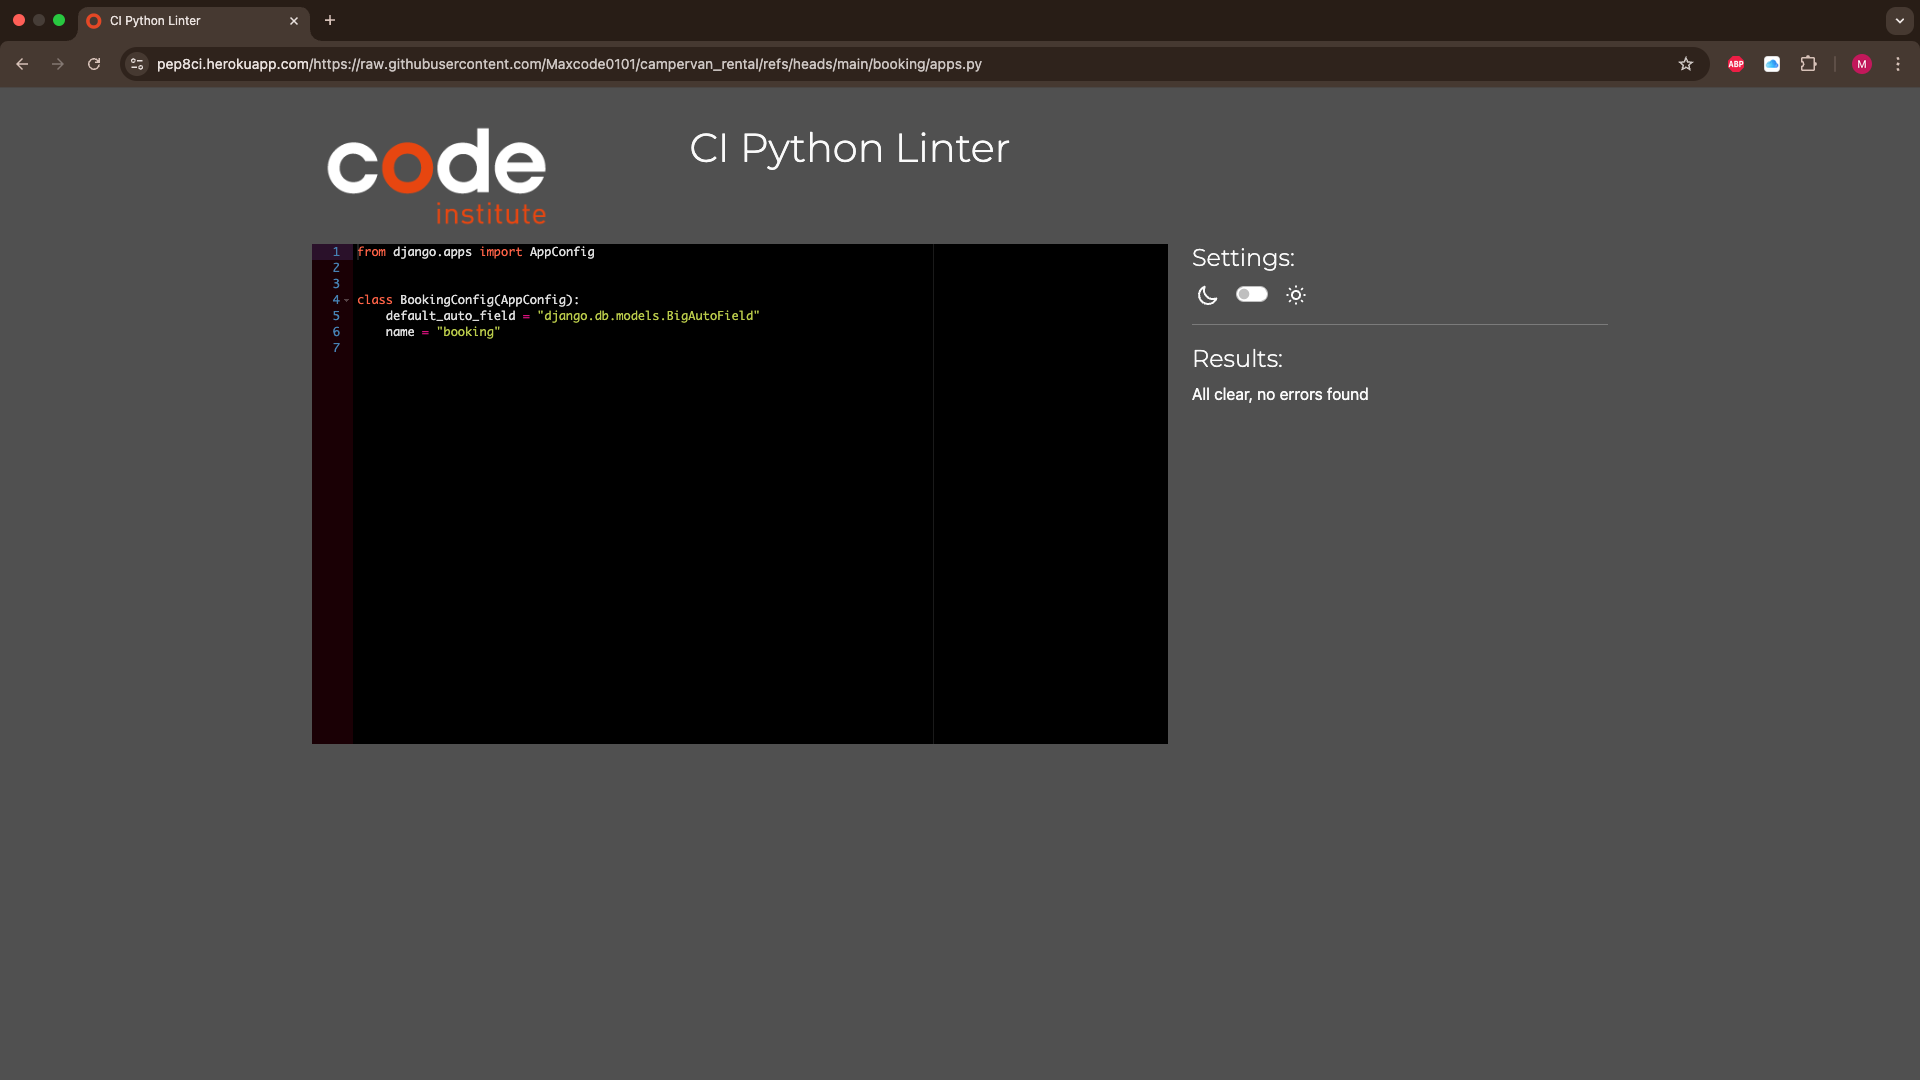 CI Python Linter
pep8ci.herokuapp.com/https://raw.githubusercontent.com/Maxcode0101/campervan_rental/refs/heads/main/booking/apps.py
ABP
M
code
institute
CI Python Linter
1 from django.apps import AppConfig
2
3
4 class BookingConfig(AppConfig):
5     default_auto_field = "django.db.models.BigAutoField"
6     name = "booking"
7
Settings:
Results:
All clear, no errors found